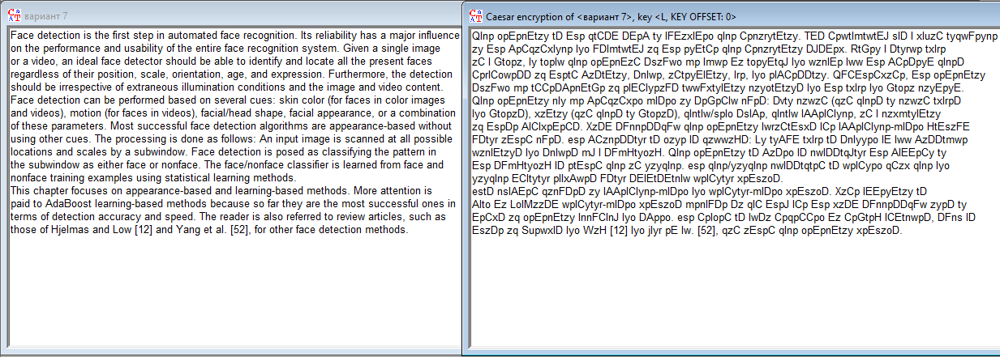 вариант 7
Face detection is the first step in automated face recognition. Its reliability has a major influence
on the performance and usability of the entire face recognition system. Given a single image
or a video, an ideal face detector should be able to identify and locate all the present faces
regardless of their position, scale, orientation, age, and expression. Furthermore, the detection
should be irrespective of extraneous illumination conditions and the image and video content.
Face detection can be performed based on several cues: skin color (for faces in color images
and videos), motion (for faces in videos), facial/head shape, facial appearance, or a combination
of these parameters. Most successful face detection algorithms are appearance-based without
using other cues. The processing is done as follows: An input image is scanned at all possible
locations and scales by a subwindow. Face detection is posed as classifying the pattern in
the subwindow as either face or nonface. The face/nonface classifier is learned from face and
nonface training examples using statistical learning methods.
This chapter focuses on appearance-based and learning-based methods. More attention is
paid to AdaBoost learning-based methods because so far they are the most successful ones in
terms of detection accuracy and speed. The reader is also referred to review articles, such as
those of Hjelmas and Low [12] and Yang et al. [52], for other face detection methods.
Caesar encryption of <вариант 7>, key <L, KEY OFFSET: 0>
Qlnp opEpnEtzy tD Esp qtCDE DEpA ty lFEzxlEpo qlnp CpnzrytEtzy. TED CpwtlmtwtEJ slD l xluzC tyqwFpynp
zy Esp ApCqzCxlynp lyo FDlmtwtEJ zq Esp pyEtCp qlnp CpnzrytEtzy DJDEpx. RtGpy l Dtyrwp txlrp
zC l Gtopz, ly toplw qlnp opEpnEzC DszFwo mp lmwp Ez topyEtqJ lyo wznlEp lww Esp ACpDpyE qlnpD
CprlCowpDD zq EsptC AzDtEtzy, Dnlwp, zCtpyElEtzy, lrp, lyo pIACpDDtzy. QFCEspCxzCp, Esp opEpnEtzy
DszFwo mp tCCpDApnEtGp zq pIEClypzFD twwFxtylEtzy nzyotEtzyD lyo Esp txlrp lyo Gtopz nzyEpyE.
Qlnp opEpnEtzy nly mp ApCqzCxpo mlDpo zy DpGpClw nFpD: Dvty nzwzC (qzC qlnpD ty nzwzC txlrpD
lyo GtopzD), xzEtzy (qzC qlnpD ty GtopzD), qlntlw/splo DslAp, qlntlw lAAplClynp, zC l nzxmtylEtzy
zq EspDp AlClxpEpCD. XzDE DFnnpDDqFw qlnp opEpnEtzy lwrzCtEsxD lCp lAAplClynp-mlDpo HtEszFE
FDtyr zEspC nFpD. esp ACznpDDtyr tD ozyp lD qzwwzHD: Ly tyAFE txlrp tD Dnlyypo lE lww AzDDtmwp
wznlEtzyD lyo DnlwpD mJ l DFmHtyozH. Qlnp opEpnEtzy tD AzDpo lD nwlDDtqJtyr Esp AlEEpCy ty
Esp DFmHtyozH lD ptEspC qlnp zC yzyqlnp. esp qlnp/yzyqlnp nwlDDtqtpC tD wplCypo qCzx qlnp lyo
yzyqlnp ECltytyr pIlxAwpD FDtyr DElEtDEtnlw wplCytyr xpEszoD.
estD nslAEpC qznFDpD zy lAAplClynp-mlDpo lyo wplCytyr-mlDpo xpEszoD. XzCp lEEpyEtzy tD
Alto Ez LolMzzDE wplCytyr-mlDpo xpEszoD mpnlFDp Dz qlC EspJ lCp Esp xzDE DFnnpDDqFw zypD ty
EpCxD zq opEpnEtzy lnnFClnJ lyo DAppo. esp CplopC tD lwDz CpqpCCpo Ez CpGtpH lCEtnwpD, DFns lD
EszDp zq SupwxlD lyo WzH [12] lyo jlyr pE lw. [52], qzC zEspC qlnp opEpnEtzy xpEszoD.